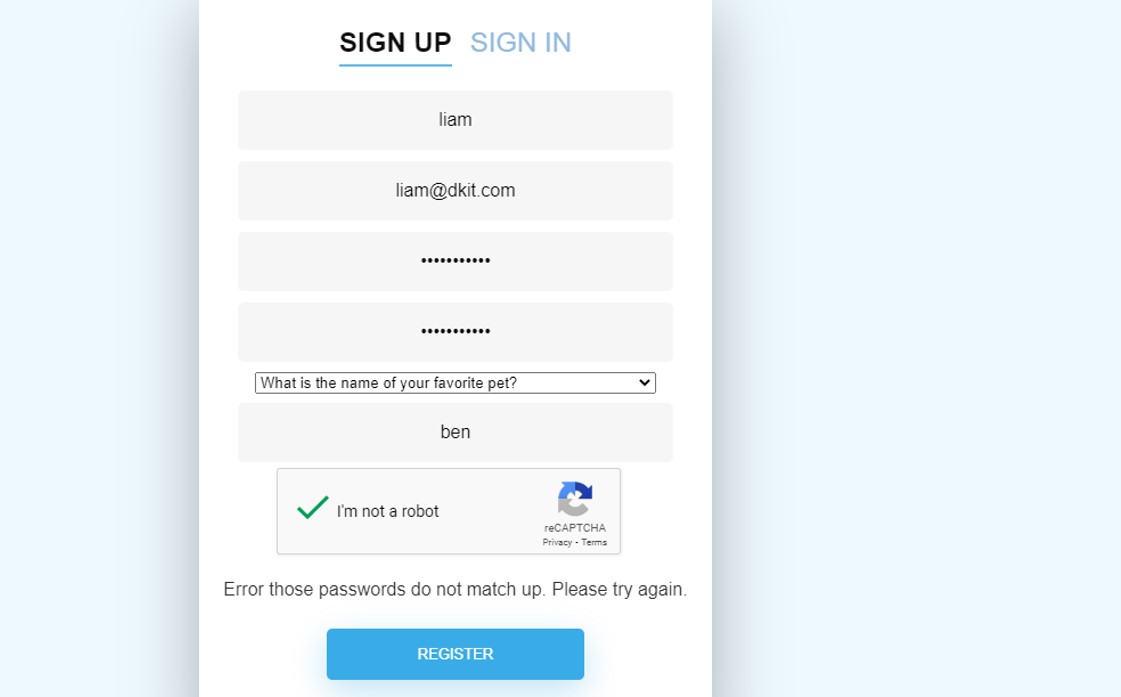 SIGN UP SIGN IN
liam
liam@dkit.com
•••••••••••
•••••••••••
What is the name of your favorite pet?
ben
I'm not a robot
reCAPTCHA
Privacy - Terms
Error those passwords do not match up. Please try again.
REGISTER